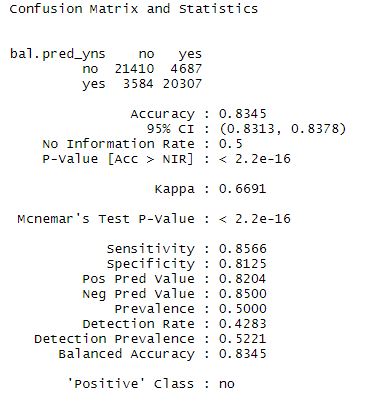 Confusion Matrix and Statistics
bal.pred_yns no yes
no 21410 4687
yes 3584 20307
Accuracy : 0.8345
95% CI : (0.8313, 0.8378)
No Information Rate : 0.5
P-Value [Acc > NIR] : < 2.2e-16
Kappa : 0.6691
Mcnemar's Test P-Value : < 2.2e-16
Sensitivity : 0.8566
Specificity : 0.8125
Pos Pred Value : 0.8204
Neg Pred Value : 0.8500
Prevalence : 0.5000
Detection Rate : 0.4283
Detection Prevalence : 0.5221
Balanced Accuracy : 0.8345
'Positive' Class : no